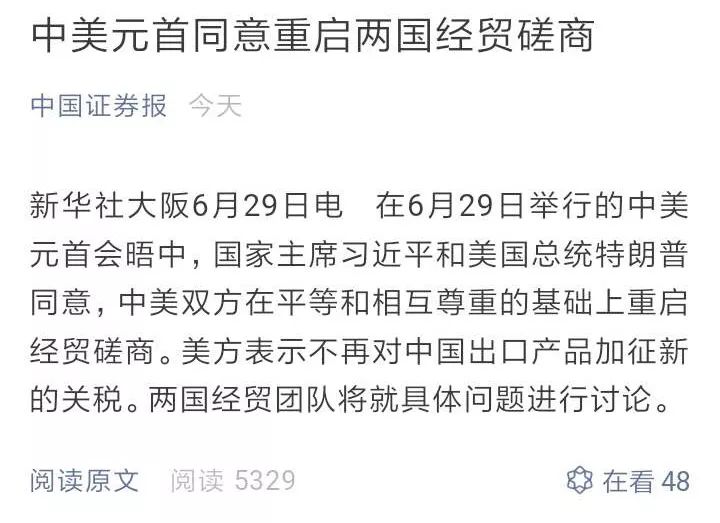 中美元首同意重启两国经贸磋商
中国证券报 今天
新华社大阪6月29日电 在6月29日举行的中美
元首会晤中，国家主席习近平和美国总统特朗普
同意，中美双方在平等和相互尊重的基础上重启
经贸磋商。美方表示不再对中国出口产品加征新
的关税。两国经贸团队将就具体问题进行讨论。
阅读原文 阅读 5329 在看 48